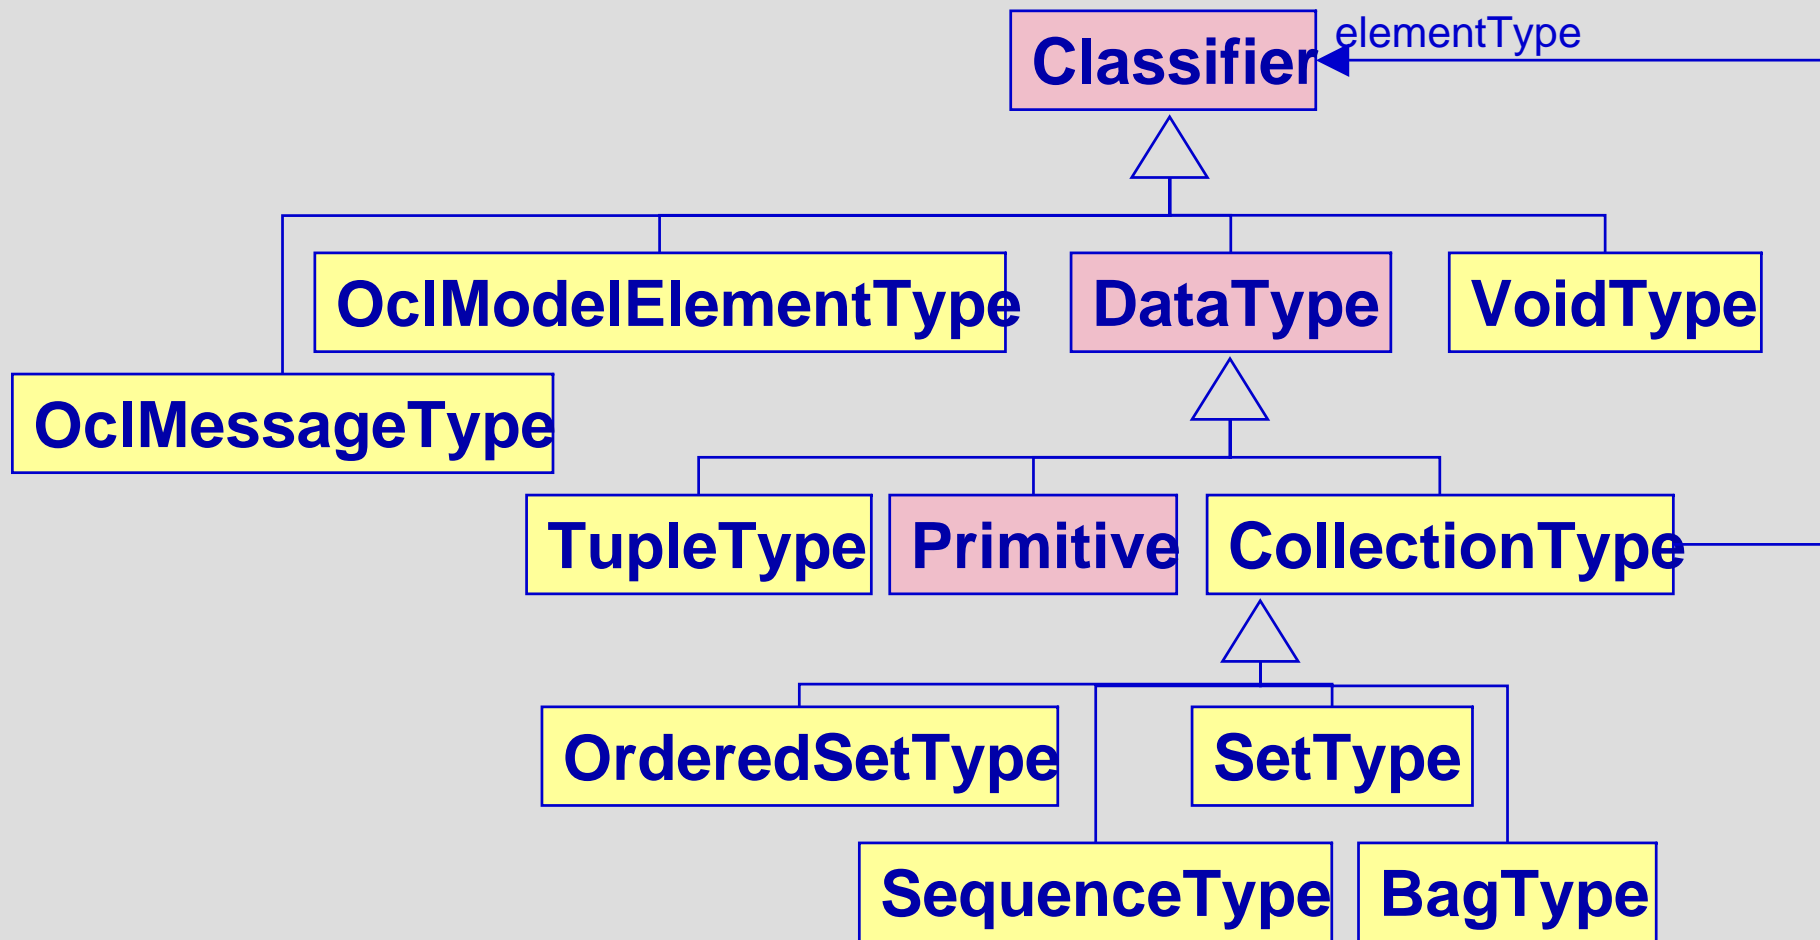 Classifier
elementType
OclModelElementType
DataType
VoidType
OclMessageType
TupleType
Primitive
CollectionType
OrderedSetType
SetType
SequenceType
BagType